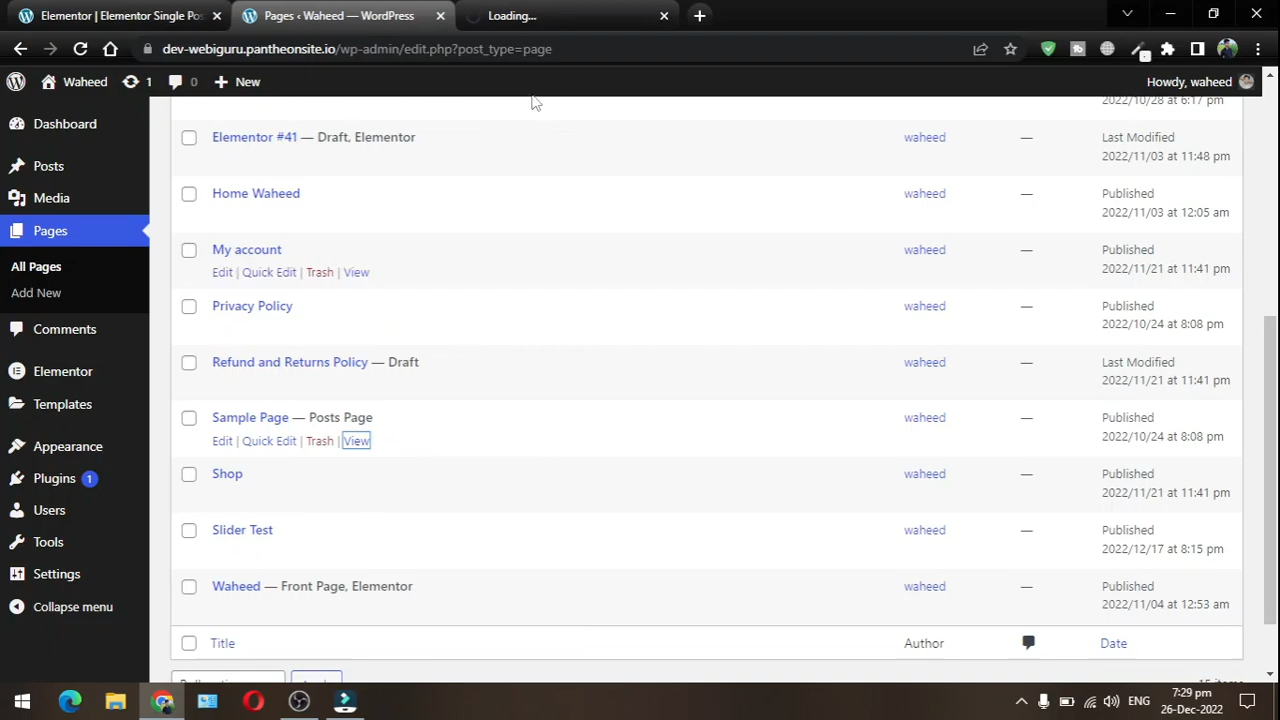 Elementor | Elementor Single Pos
Pages ‹ Waheed — WordPress
Loading...
dev-webiguru.pantheonsite.io/wp-admin/edit.php?post_type=page
Waheed
1
0
New
Howdy, waheed
Dashboard
Posts
Media
Pages
All Pages
Add New
Comments
Elementor
Templates
Appearance
Plugins 1
Users
Tools
Settings
Collapse menu
2022/10/28 at 6:17 pm
Elementor #41 — Draft, Elementor
waheed
—
Last Modified
2022/11/03 at 11:48 pm
Home Waheed
waheed
—
Published
2022/11/03 at 12:05 am
My account
Edit | Quick Edit | Trash | View
waheed
—
Published
2022/11/21 at 11:41 pm
Privacy Policy
waheed
—
Published
2022/10/24 at 8:08 pm
Refund and Returns Policy — Draft
waheed
—
Last Modified
2022/11/21 at 11:41 pm
Sample Page — Posts Page
Edit | Quick Edit | Trash | View
waheed
—
Published
2022/10/24 at 8:08 pm
Shop
waheed
—
Published
2022/11/21 at 11:41 pm
Slider Test
waheed
—
Published
2022/12/17 at 8:15 pm
Waheed — Front Page, Elementor
waheed
—
Published
2022/11/04 at 12:53 am
Title
Author
Date
ENG
7:29 pm
26-Dec-2022